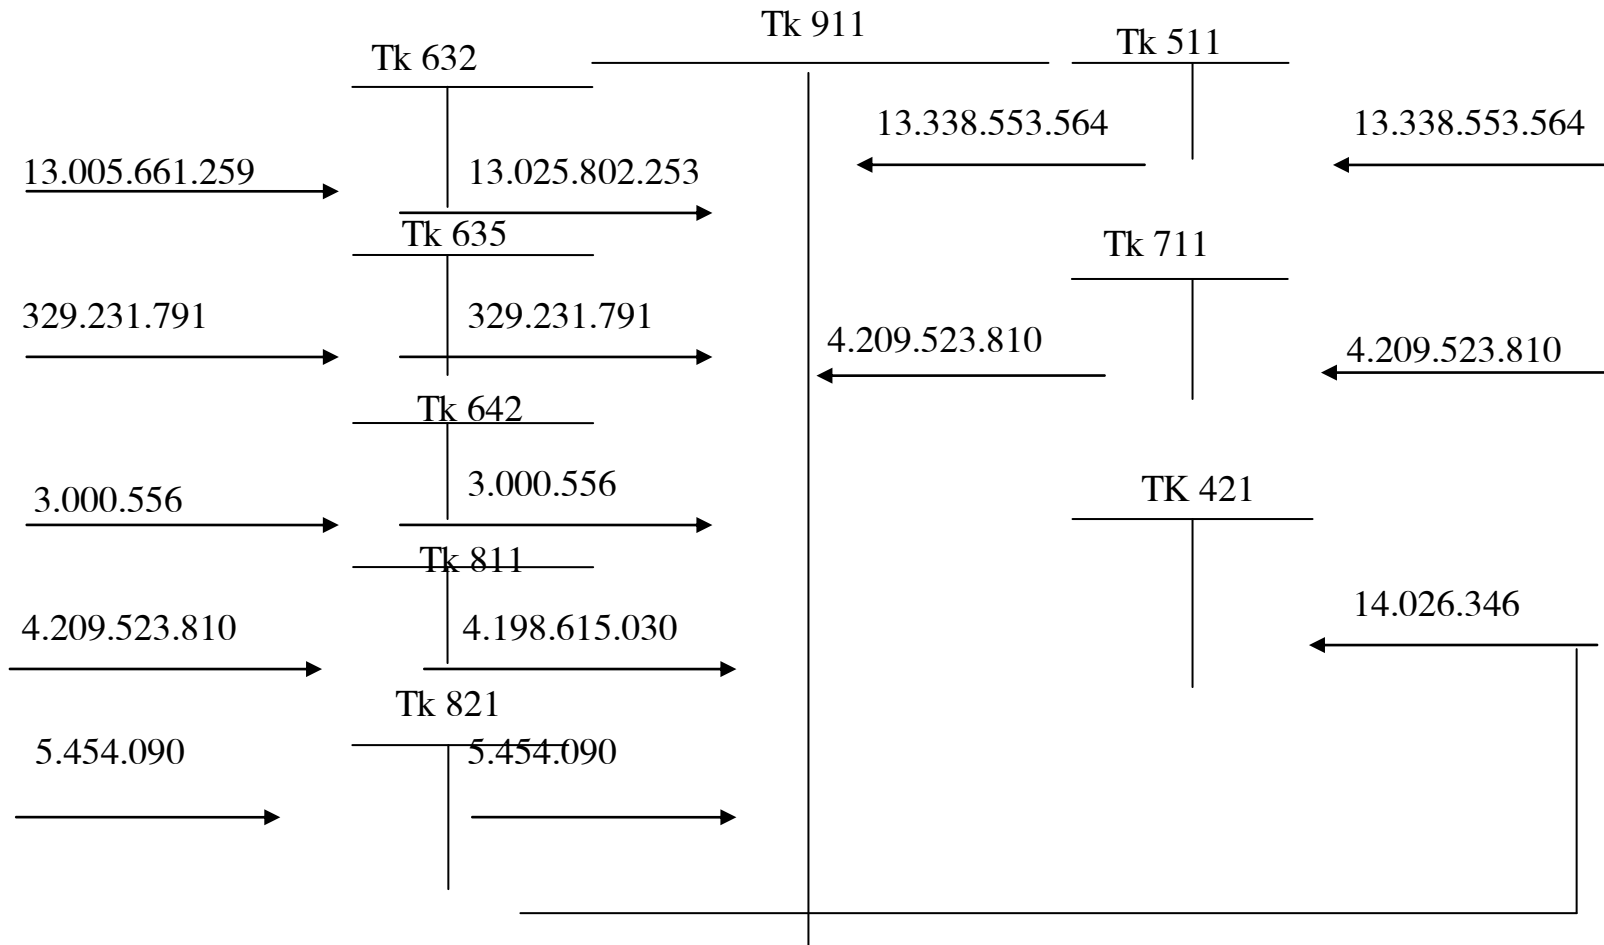 Tk 911
Tk 632
Tk 511
13.005.661.259
13.025.802.253
13.338.553.564
13.338.553.564
Tk 635
Tk 711
329.231.791
329.231.791
4.209.523.810
4.209.523.810
Tk 642
3.000.556
3.000.556
TK 421
Tk 811
4.209.523.810
4.198.615.030
14.026.346
Tk 821
5.454.090
5.454.090